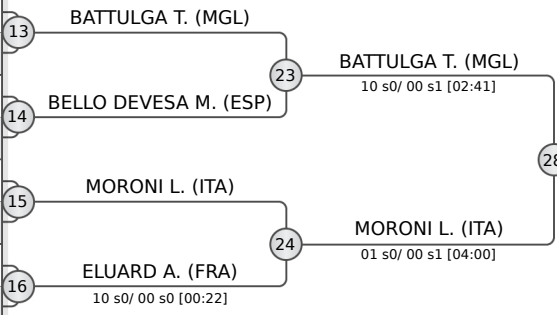 BATTULGA T. (MGL)
13
23
BATTULGA T. (MGL)
10 s0/ 00 s1 [02:41]
BELLO DEVESA M. (ESP)
14
28
MORONI L. (ITA)
15
24
MORONI L. (ITA)
01 s0/ 00 s1 [04:00]
ELUARD A. (FRA)
16
10 s0/ 00 s0 [00:22]